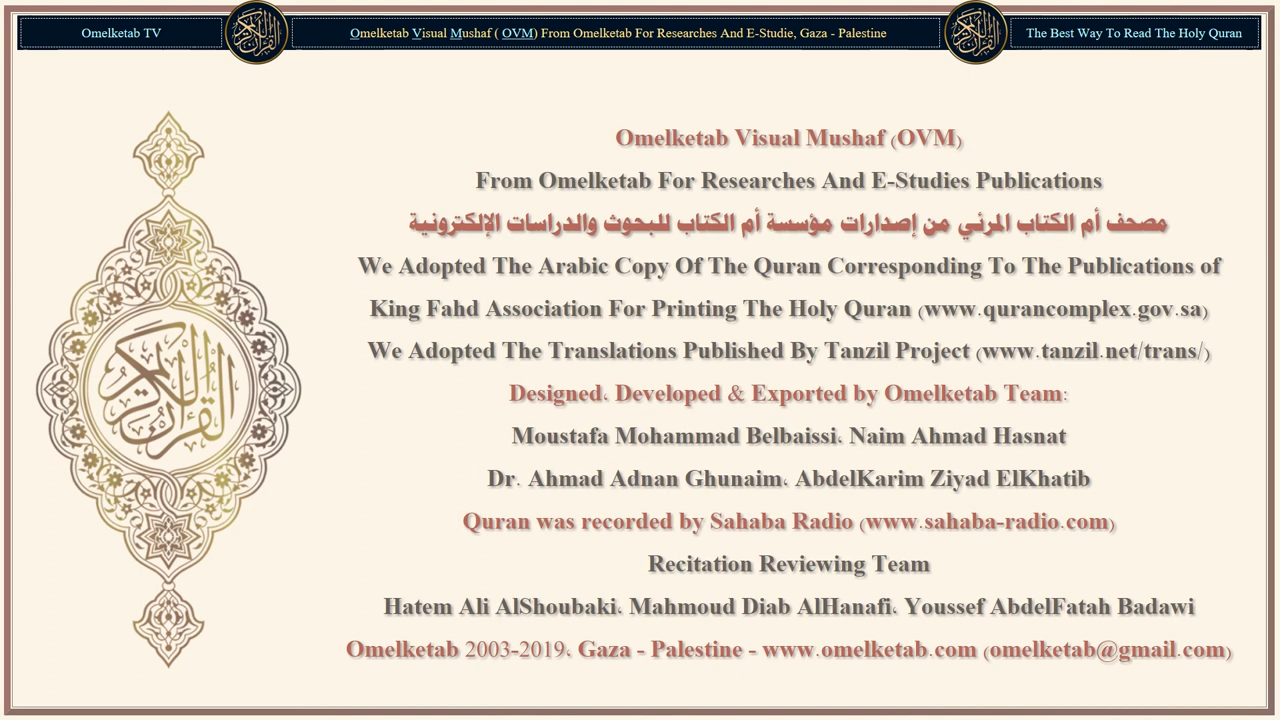 Omelketab TV
Omelketab Visual Mushaf ( OVM) From Omelketab For Researches And E-Studie, Gaza - Palestine
The Best Way To Read The Holy Quran
Omelketab Visual Mushaf (OVM)
From Omelketab For Researches And E-Studies Publications
مصحف أم الكتاب المرئي من إصدارات مؤسسة أم الكتاب للبحوث والدراسات الإلكترونية
We Adopted The Arabic Copy Of The Quran Corresponding To The Publications of
King Fahd Association For Printing The Holy Quran (www.qurancomplex.gov.sa)
We Adopted The Translations Published By Tanzil Project (www.tanzil.net/trans/)
Designed، Developed & Exported by Omelketab Team:
Moustafa Mohammad Belbaissi، Naim Ahmad Hasnat
Dr. Ahmad Adnan Ghunaim، AbdelKarim Ziyad ElKhatib
Quran was recorded by Sahaba Radio (www.sahaba-radio.com)
Recitation Reviewing Team
Hatem Ali AlShoubaki، Mahmoud Diab AlHanafi، Youssef AbdelFatah Badawi
Omelketab 2003-2019، Gaza - Palestine - www.omelketab.com (omelketab@gmail.com)
القرآن الكريم